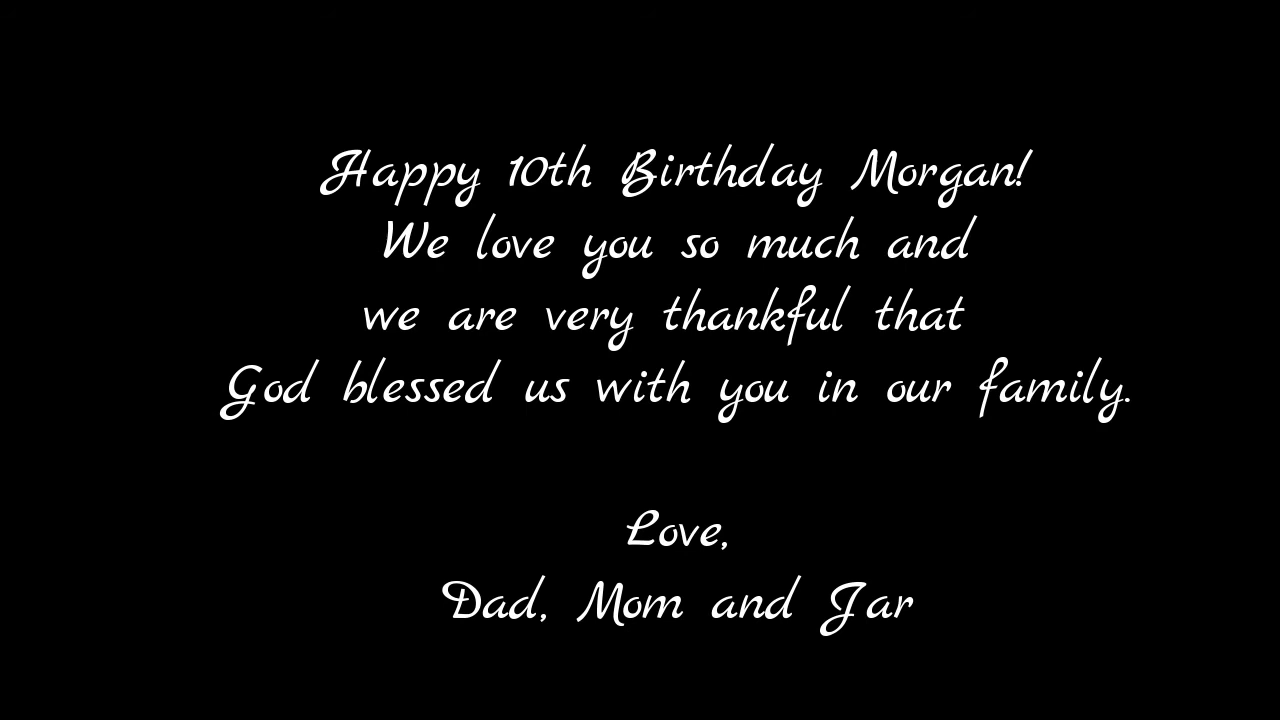 Happy 10th Birthday Morgan!
We love you so much and
we are very thankful that
God blessed us with you in our family.
Love,
Dad, Mom and Jar